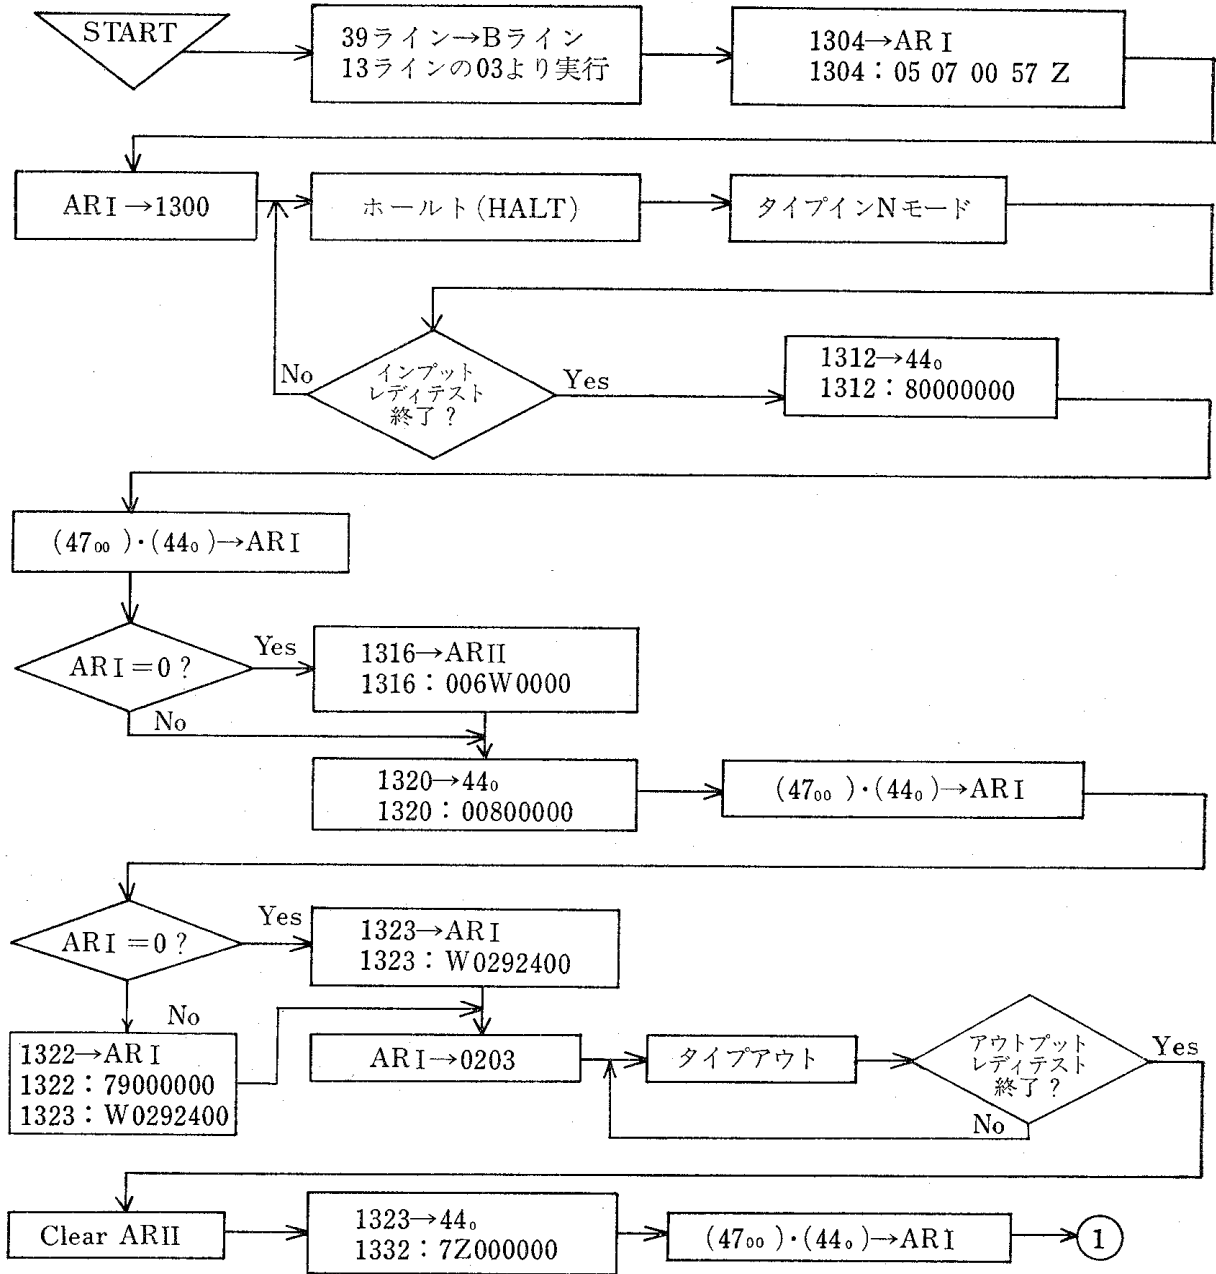 START
39ライン→Bライン
13ラインの03より実行
1304→ARI
1304：05 07 00 57 Z
ARI→1300
ホールト(HALT)
タイプインNモード
インプット
レディテスト
終了？
No
Yes
1312→44₀
1312：80000000
(47₀₀)・(44₀)→ARI
ARI=0？
Yes
No
1316→ARII
1316：006W0000
1320→44₀
1320：00800000
(47₀₀)・(44₀)→ARI
ARI=0？
Yes
No
1323→ARI
1323：W0292400
1322→ARI
1322：79000000
1323：W0292400
ARI→0203
タイプアウト
アウトプット
レディテスト
終了？
Yes
No
Clear ARII
1323→44₀
1332：7Z000000
(47₀₀)・(44₀)→ARI
1